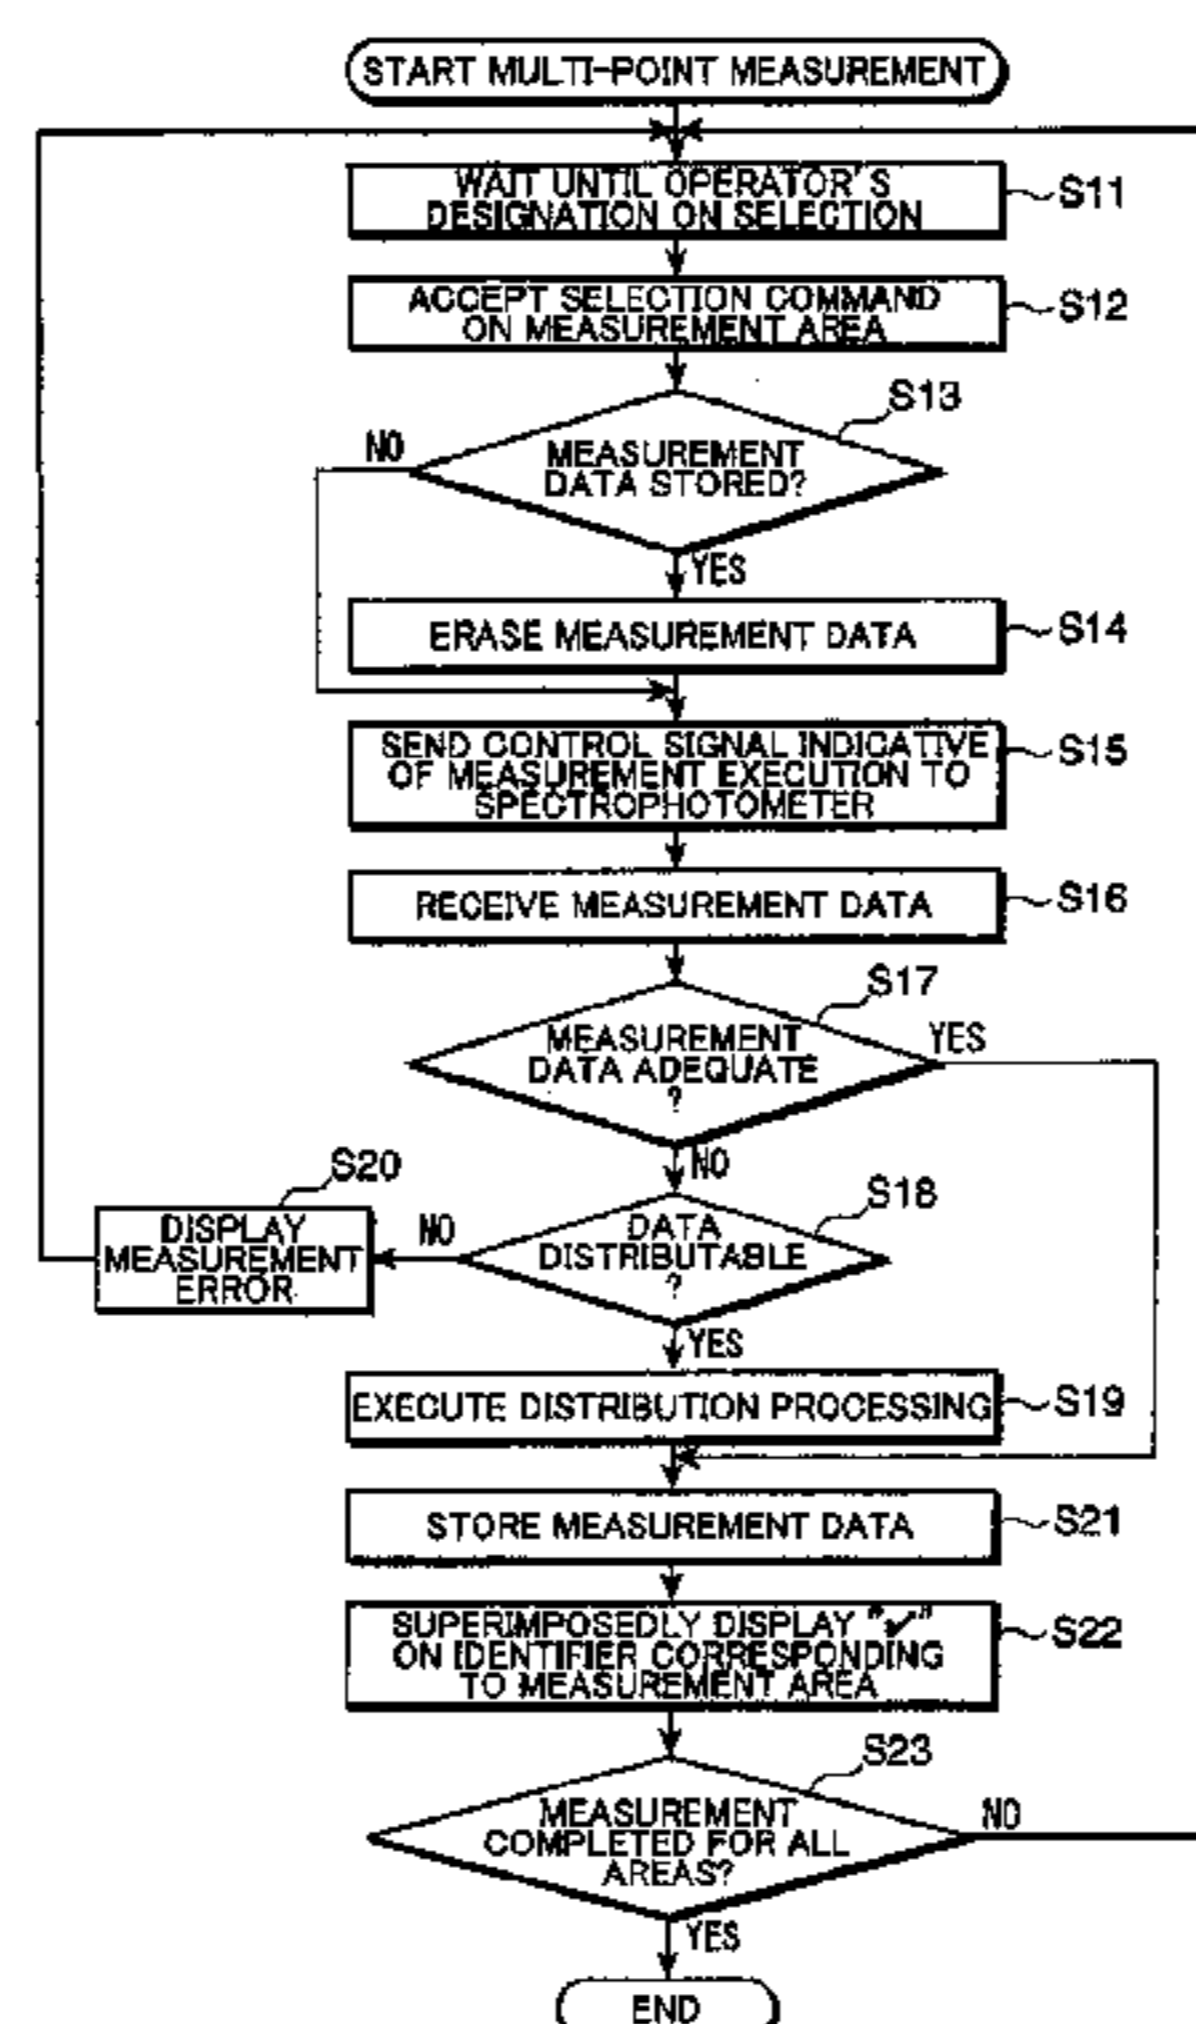 START MULTI-POINT MEASUREMENT
WAIT UNTIL OPERATOR'S
DESIGNATION ON SELECTION
S11
ACCEPT SELECTION COMMAND
ON MEASUREMENT AREA
S12
S13
NO
MEASUREMENT
DATA STORED?
YES
ERASE MEASUREMENT DATA
S14
SEND CONTROL SIGNAL INDICATIVE
OF MEASUREMENT EXECUTION TO
SPECTROPHOTOMETER
S15
RECEIVE MEASUREMENT DATA
S16
S17
MEASUREMENT
DATA ADEQUATE
?
YES
NO
S20
S18
DISPLAY
MEASUREMENT
ERROR
NO
DATA
DISTRIBUTABLE
?
YES
EXECUTE DISTRIBUTION PROCESSING
S19
STORE MEASUREMENT DATA
S21
SUPERIMPOSEDLY DISPLAY "✓"
ON IDENTIFIER CORRESPONDING
TO MEASUREMENT AREA
S22
S23
MEASUREMENT
COMPLETED FOR ALL
AREAS?
NO
YES
END